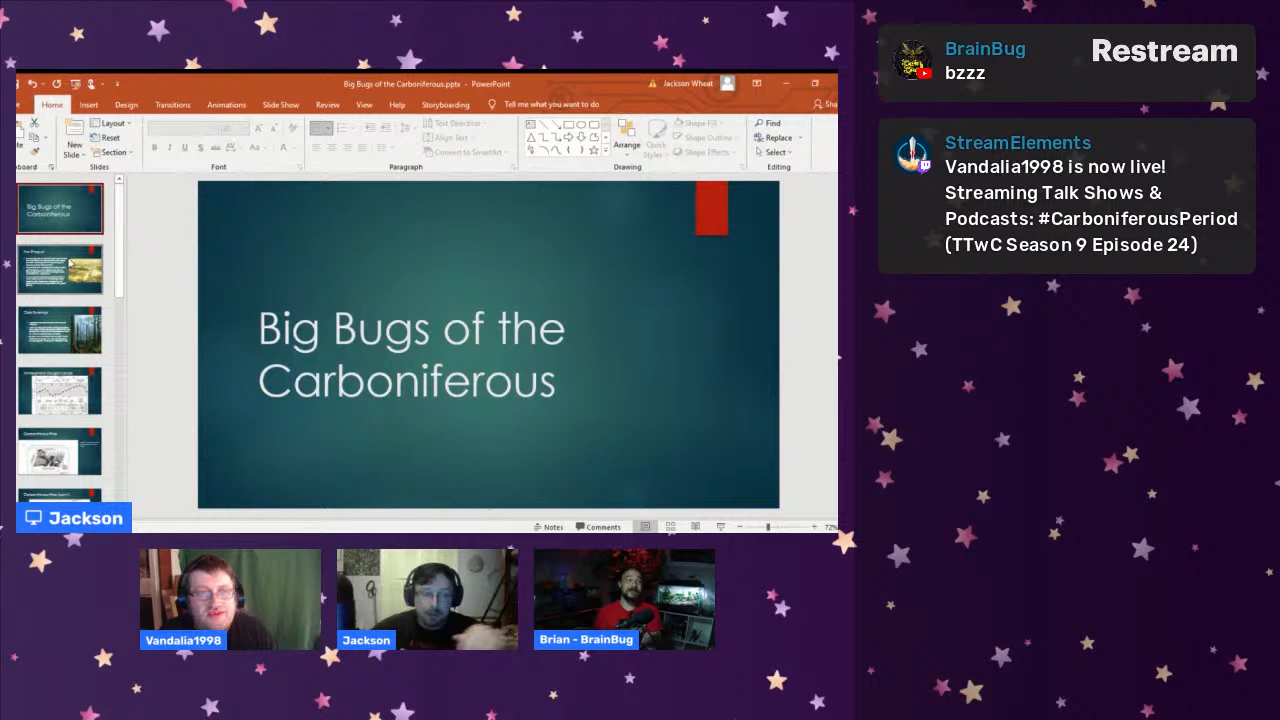 Big Bugs of the Carboniferous.pptx - PowerPoint
Jackson Wheat
Home
Insert
Design
Transitions
Animations
Slide Show
Review
View
Help
Storyboarding
Tell me what you want to do
Sha
Layout
Reset
Section
New
Slide
Text Direction
Align Text
Convert to SmartArt
Arrange
Quick
Styles
Shape Fill
Shape Outline
Shape Effects
Find
Replace
Select
Slides
Font
Paragraph
Drawing
Editing
Big Bugs of the
Carboniferous
Big Bugs of the
Carboniferous
Jackson
Notes
Comments
72%
Vandalia1998
Jackson
Brian - BrainBug
BrainBug
bzzz
Restream
StreamElements
Vandalia1998 is now live!
Streaming Talk Shows &
Podcasts: #CarboniferousPeriod
(TTwC Season 9 Episode 24)